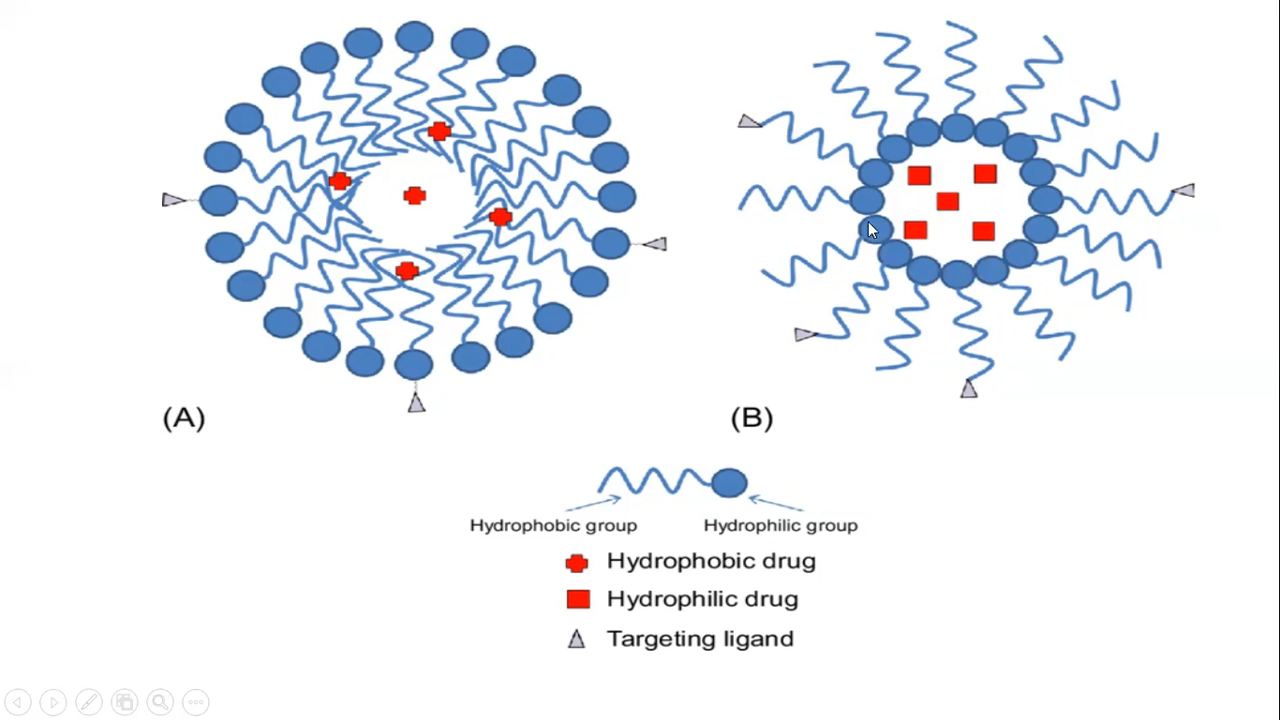 (A)
(B)
Hydrophobic group
Hydrophilic group
Hydrophobic drug
Hydrophilic drug
Targeting ligand